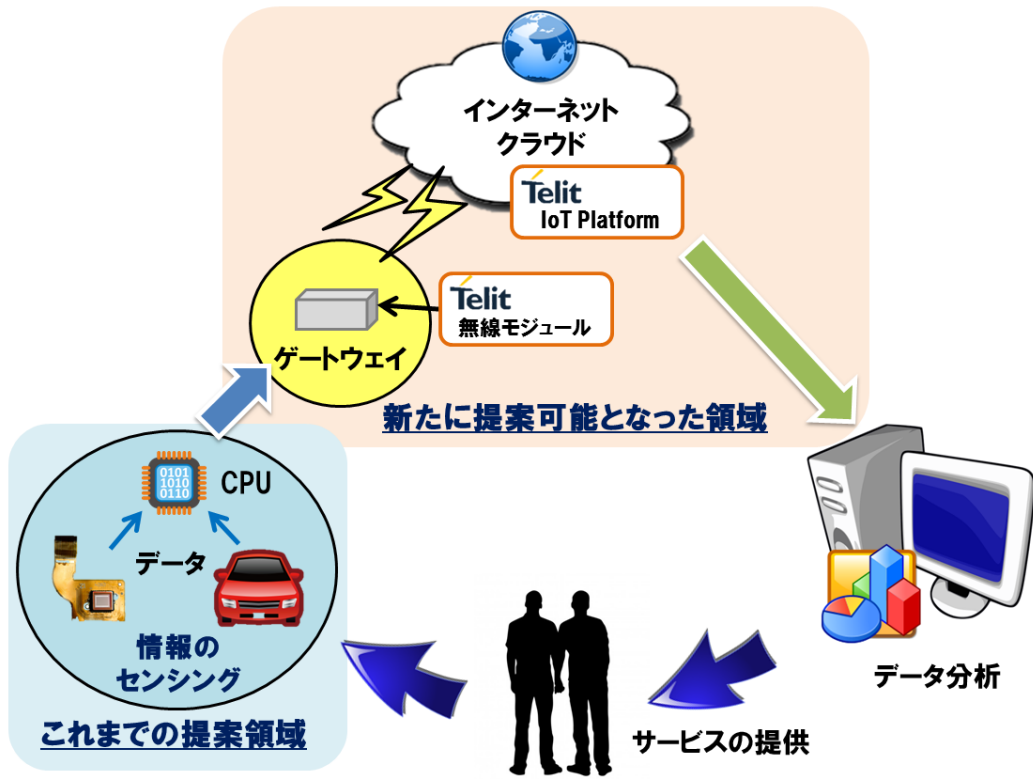 インターネット
クラウド
Telit
IoT Platform
Telit
無線モジュール
ゲートウェイ
新たに提案可能となった領域
0101
1010
0110
CPU
データ
情報の
センシング
これまでの提案領域
データ分析
サービスの提供